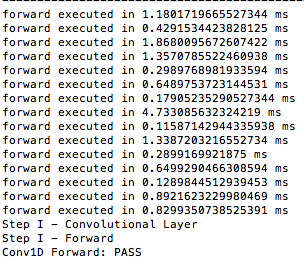 forward executed in 1.1801719665527344 ms
forward executed in 0.4291534423828125 ms
forward executed in 1.8680095672607422 ms
forward executed in 1.3570785522460938 ms
forward executed in 0.2989768981933594 ms
forward executed in 0.6489753723144531 ms
forward executed in 0.17905235290527344 ms
forward executed in 4.733085632324219 ms
forward executed in 0.11587142944335938 ms
forward executed in 1.3387203216552734 ms
forward executed in 0.2899169921875 ms
forward executed in 0.6499290466308594 ms
forward executed in 0.1289844512939453 ms
forward executed in 0.8921623229980469 ms
forward executed in 0.8299350738525391 ms
Step I - Convolutional Layer
Step I - Forward
Conv1D Forward: PASS